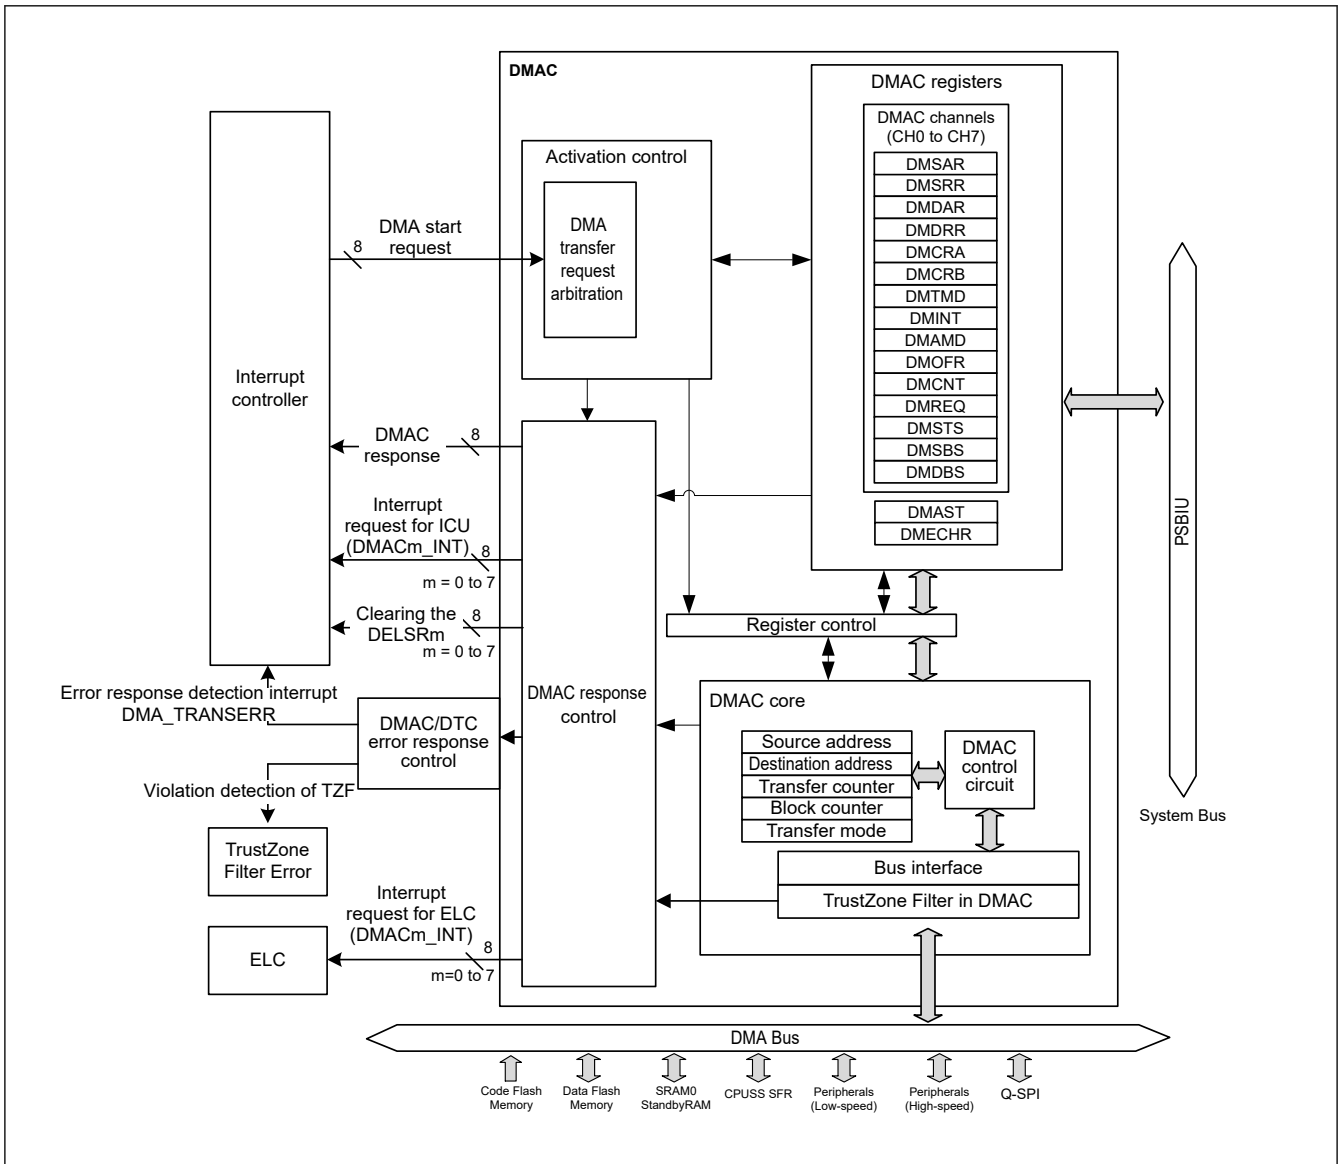 DMAC
DMAC registers
DMAC channels
(CH0 to CH7)
DMSAR
DMSRR
DMDAR
DMDRR
DMCRA
DMCRB
DMTMD
DMINT
DMAMD
DMOFR
DMCNT
DMREQ
DMSTS
DMSBS
DMDBS
DMAST
DMECHR
Activation control
DMA
transfer
request
arbitration
DMA start
request
8
Interrupt
controller
DMAC
response
8
Interrupt
request for ICU
(DMACm_INT)
8
m = 0 to 7
Clearing the
DELSRm
8
m = 0 to 7
Error response detection interrupt
DMA_TRANSERR
DMAC/DTC
error response
control
DMAC response
control
Violation detection of TZF
TrustZone
Filter Error
Interrupt
request for ELC
(DMACm_INT)
8
m=0 to 7
ELC
Register control
DMAC core
Source address
Destination address
Transfer counter
Block counter
Transfer mode
DMAC
control
circuit
Bus interface
TrustZone Filter in DMAC
PSBIU
System Bus
DMA Bus
Code Flash
Memory
Data Flash
Memory
SRAM0
StandbyRAM
CPUSS SFR
Peripherals
(Low-speed)
Peripherals
(High-speed)
Q-SPI